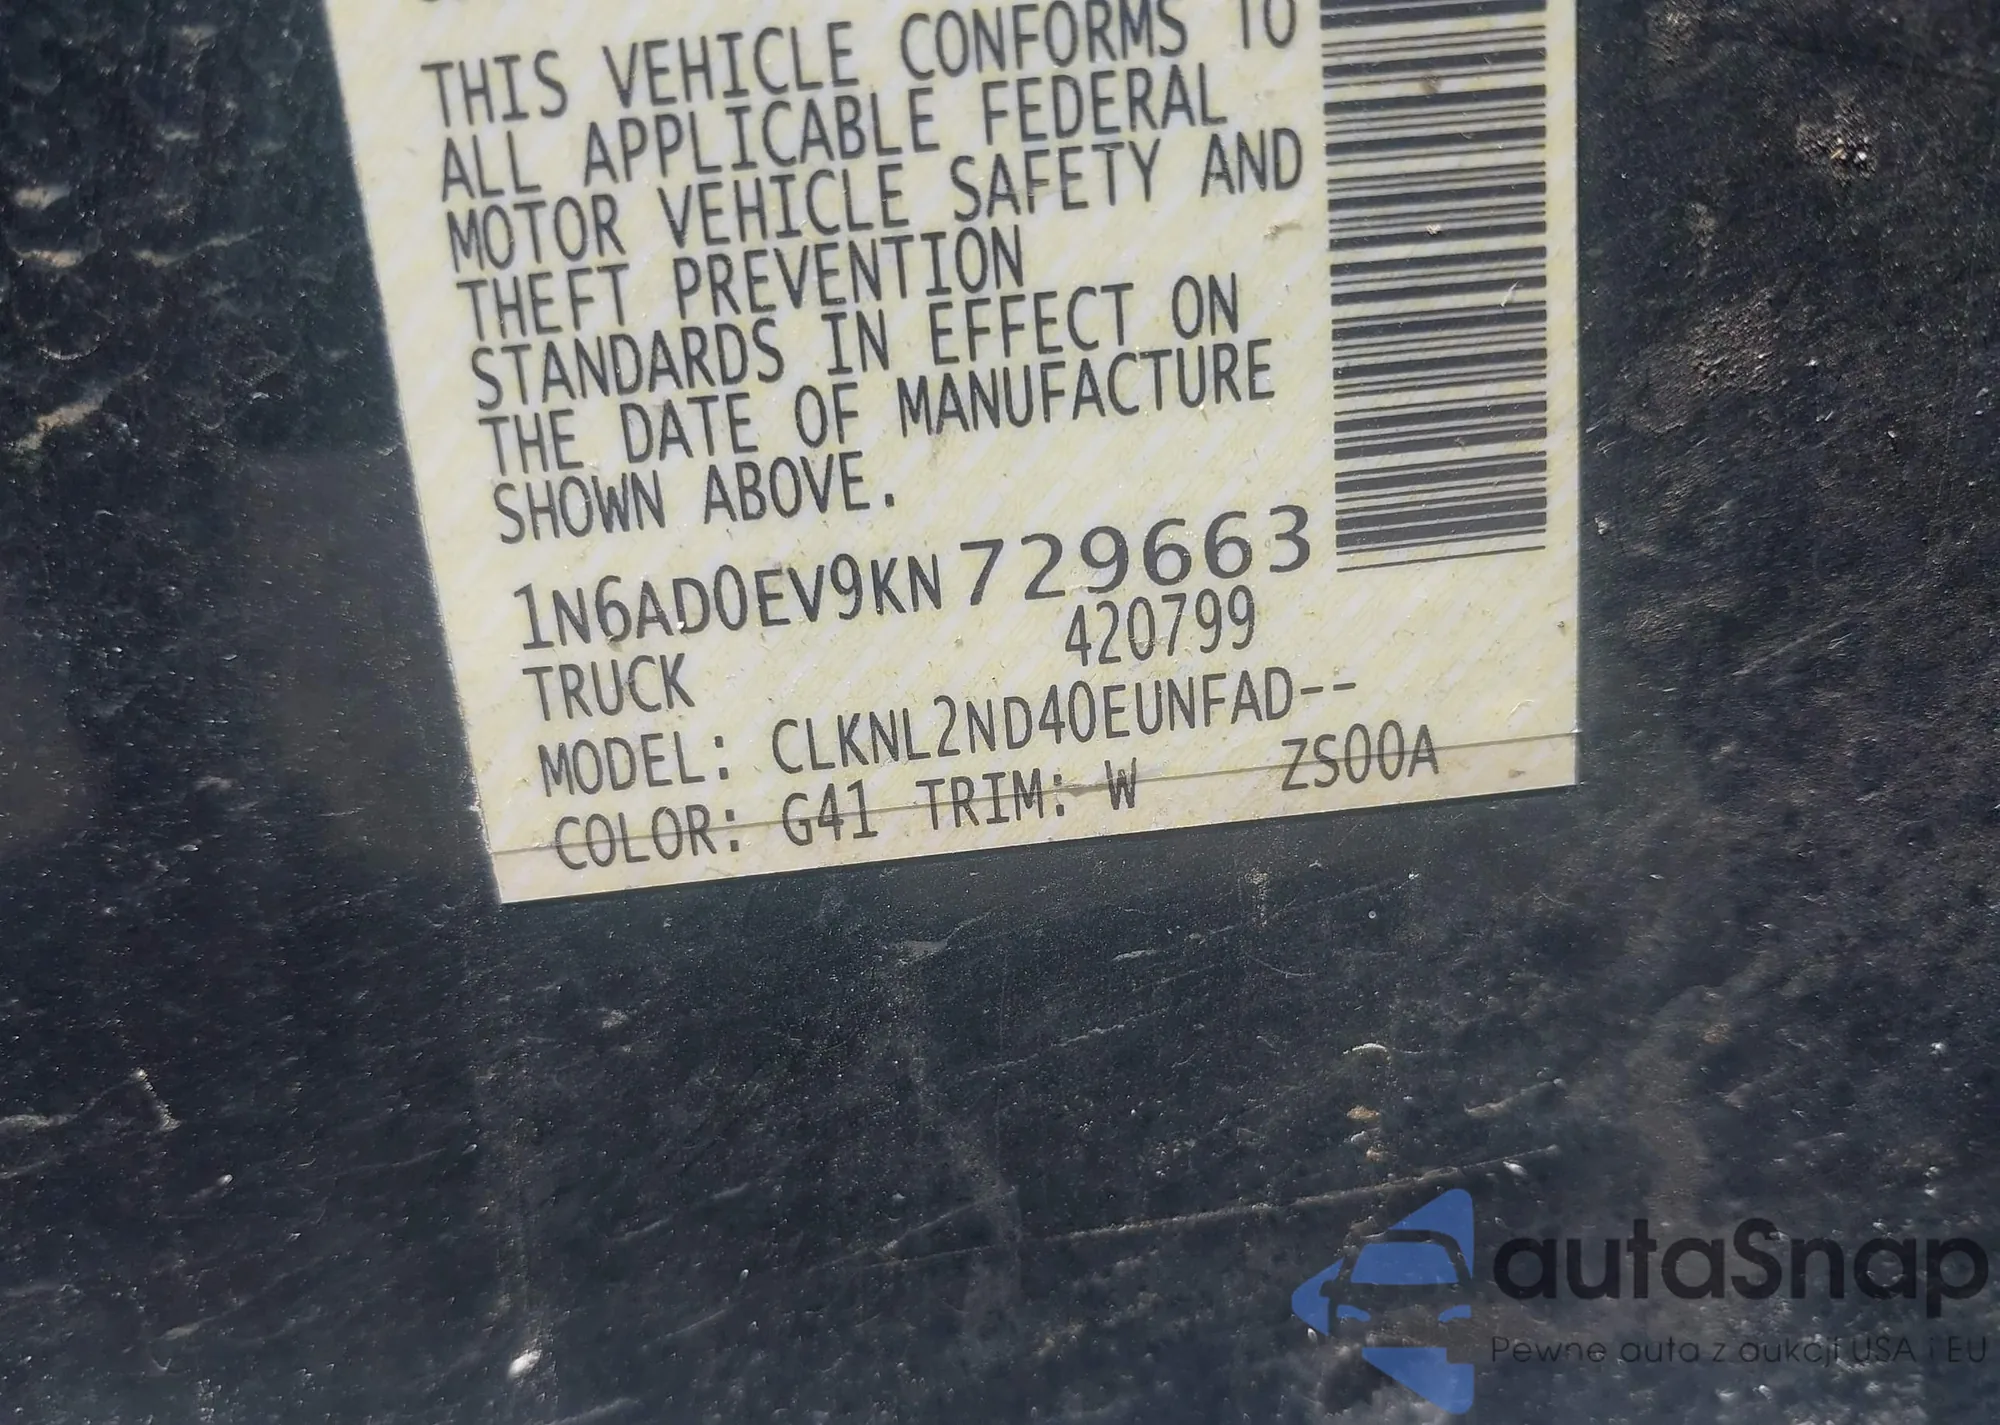 THIS VEHICLE CONFORMS TO
ALL APPLICABLE FEDERAL
MOTOR VEHICLE SAFETY AND
THEFT PREVENTION
STANDARDS IN EFFECT ON
THE DATE OF MANUFACTURE
SHOWN ABOVE.
1N6AD0EV9KN729663
TRUCK 420799
MODEL: CLKNL2ND40EUNFAD--
COLOR: G41 TRIM: W ZS00A
autaSnap
Pewne auta z aukcji USA i EU